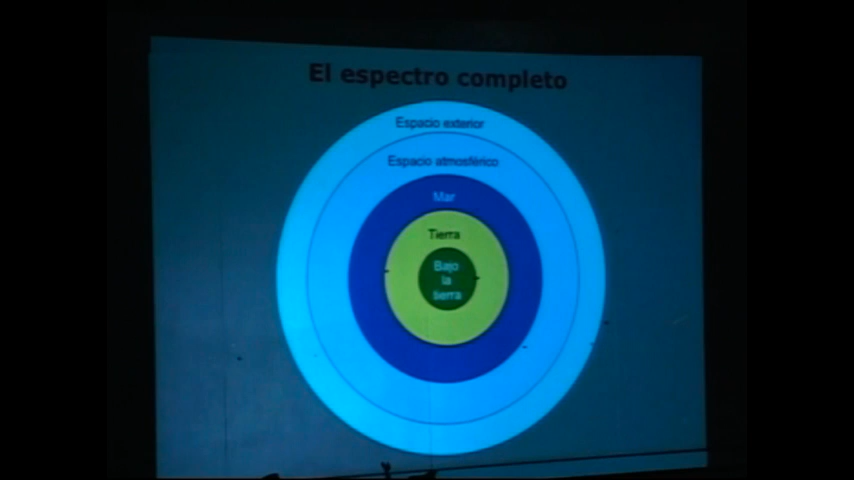 El espectro completo
Espacio exterior
Espacio atmosférico
Mar
Tierra
Bajo
la
tierra